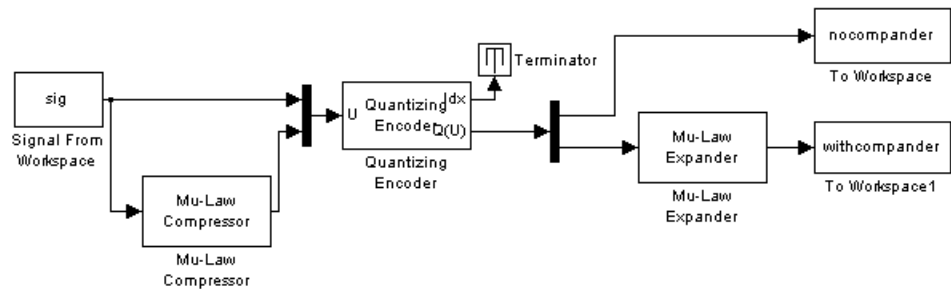 nocompander
To Workspace
Terminator
sig
Signal From
Workspace
U
Quantizing
Encoder
Idx
Q(U)
Quantizing
Encoder
Mu-Law
Expander
Mu-Law
Expander
withcompander
To Workspace1
Mu-Law
Compressor
Mu-Law
Compressor